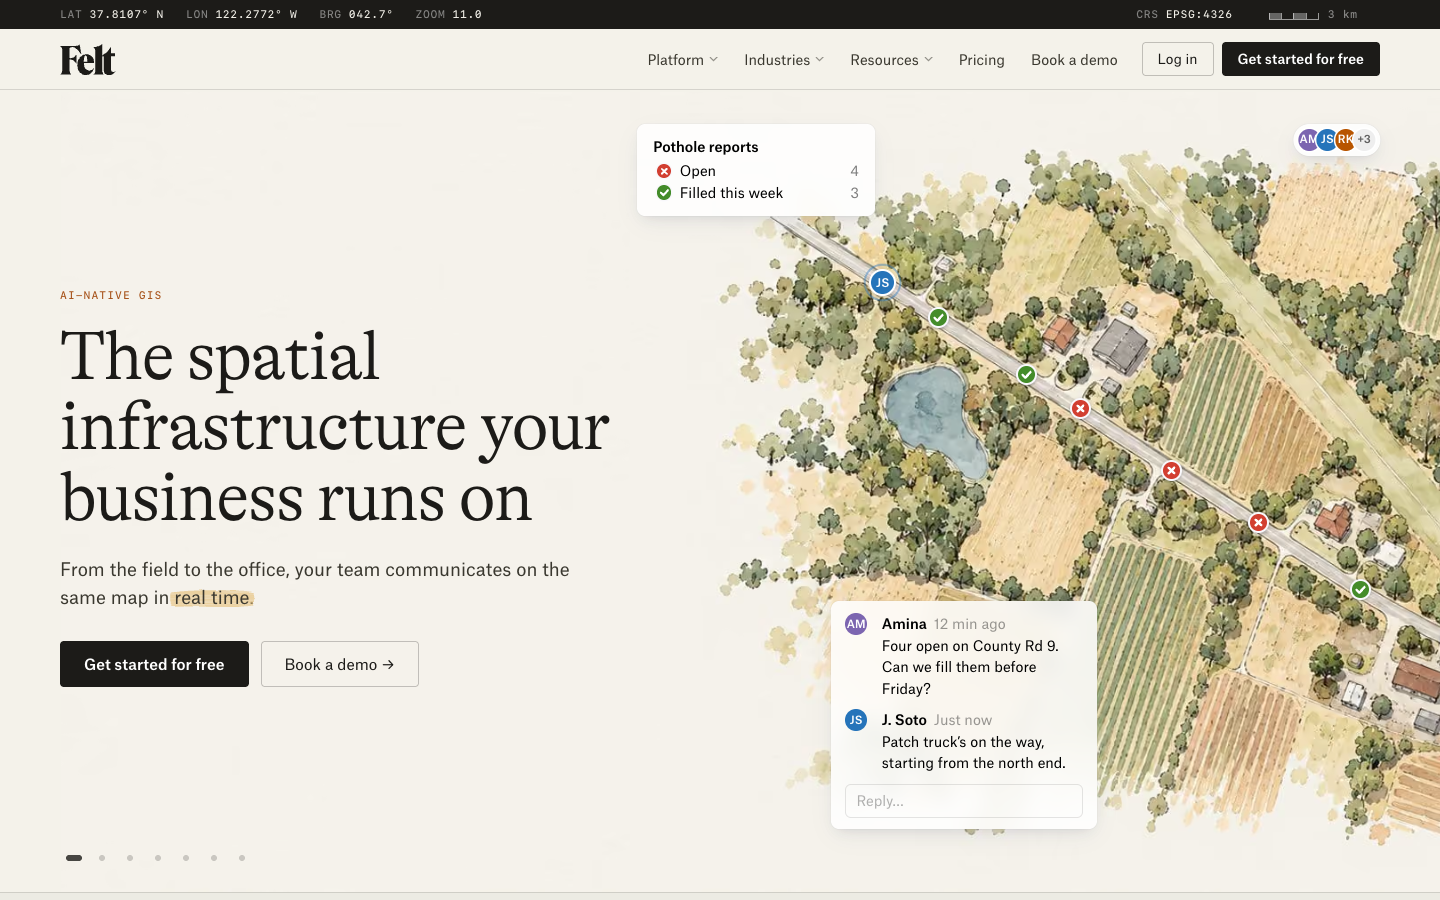 LAT 37.8107° N LON 122.2772° W BRG 042.7° ZOOM 11.0 CRS EPSG:4326 3 km
Felt Platform Industries Resources Pricing Book a demo Log in Get started for free
Pothole reports
Open 4
Filled this week 3
AM JS RK +3
JS
AI-NATIVE GIS
The spatial
infrastructure your
business runs on
From the field to the office, your team communicates on the
same map in real time.
Get started for free Book a demo →
AM Amina 12 min ago
Four open on County Rd 9.
Can we fill them before
Friday?
JS J. Soto Just now
Patch truck's on the way,
starting from the north end.
Reply...